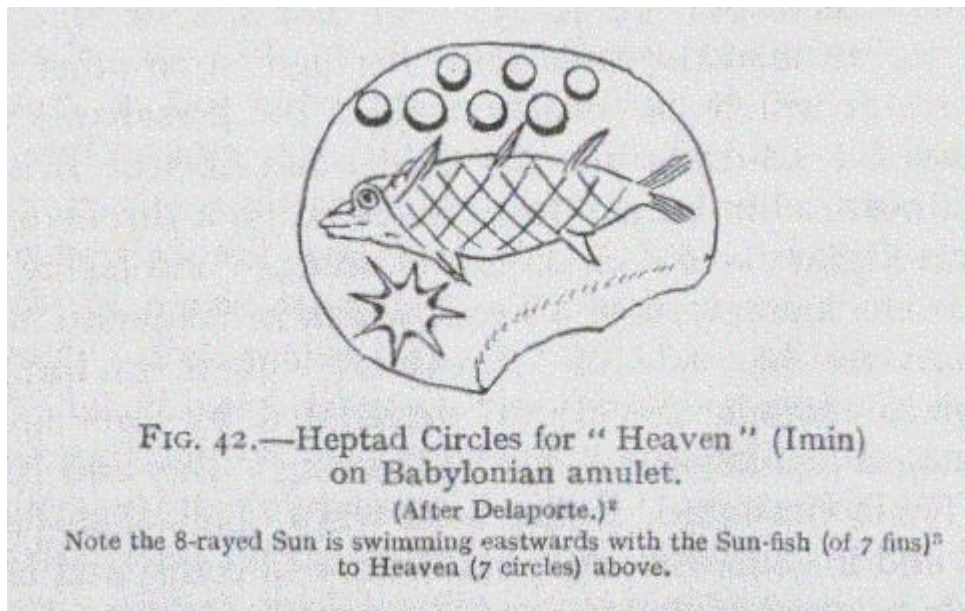 FIG. 42.—Heptad Circles for “ Heaven ” (Imin)
on Babylonian amulet.
(After Delaporte.)²
Note the 8-rayed Sun is swimming eastwards with the Sun-fish (of 7 fins)³
to Heaven (7 circles) above.